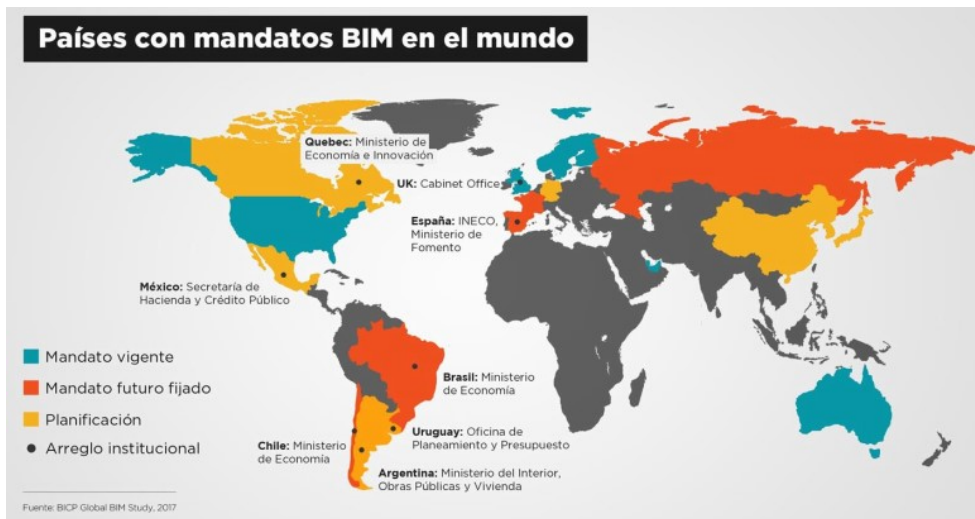 Países con mandatos BIM en el mundo
Quebec: Ministerio de
Economía e Innovación
UK: Cabinet Office
España: INECO,
Ministerio de
Fomento
México: Secretaría de
Hacienda y Crédito Público
Mandato vigente
Mandato futuro fijado
Planificación
Arreglo institucional
Brasil: Ministerio
de Economía
Uruguay: Oficina de
Planeamiento y Presupuesto
Chile: Ministerio
de Economía
Argentina: Ministerio del Interior,
Obras Públicas y Vivienda
Fuente: BICP Global BIM Study, 2017